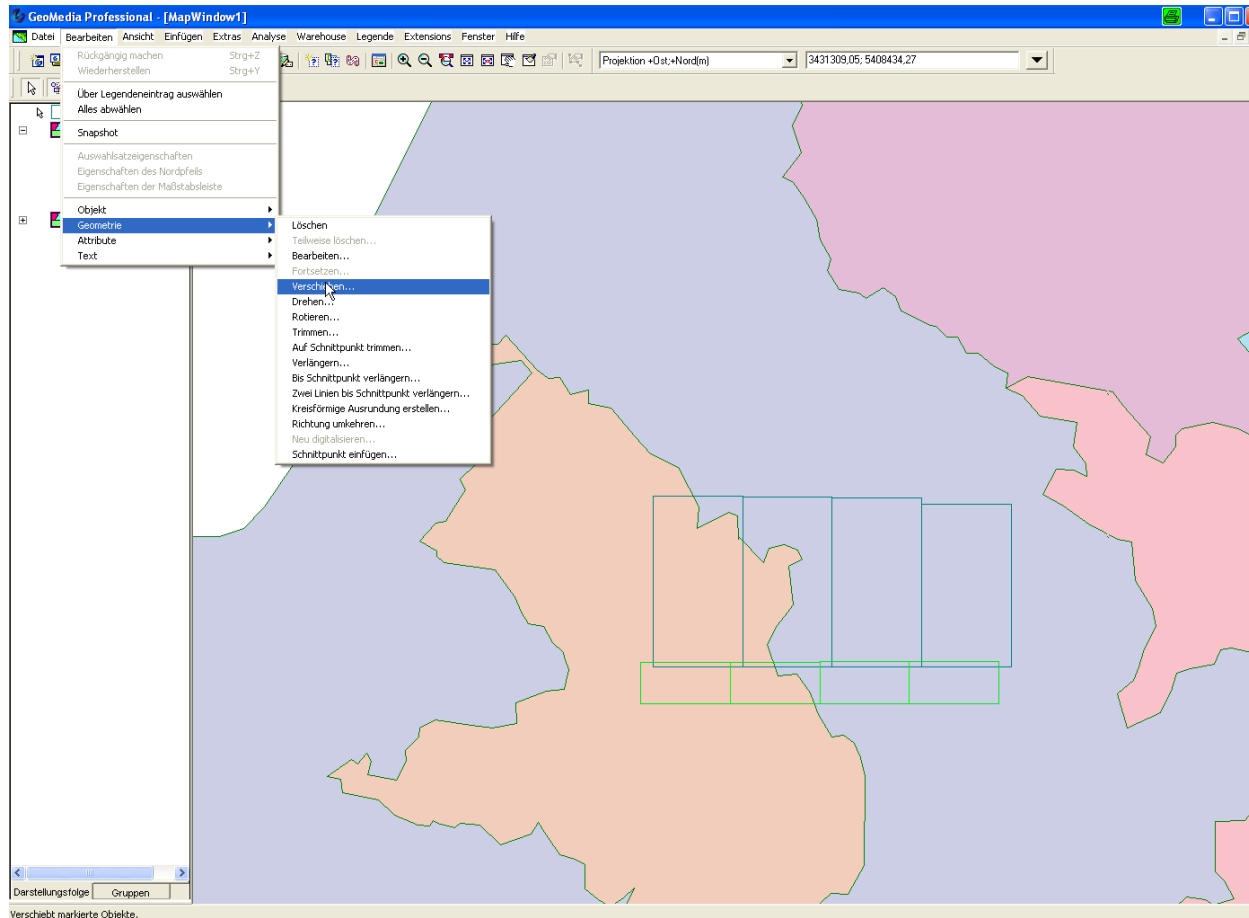 GeoMedia Professional - [MapWindow1]
Datei Bearbeiten Ansicht Einfügen Extras Analyse Warehouse Legende Extensions Fenster Hilfe
Projektion +Ost;+Nord(m) 3431309,05; 5408434,27
Rückgängig machen Strg+Z
Wiederherstellen Strg+Y
Über Legendeneintrag auswählen
Alles abwählen
Snapshot
Auswahlsatzeigenschaften
Eigenschaften des Nordpfeils
Eigenschaften der Maßstabsleiste
Objekt
Geometrie
Attribute
Text
Löschen
Teilweise löschen...
Bearbeiten...
Fortsetzen...
Verschieben...
Drehen...
Rotieren...
Trimmen...
Auf Schnittpunkt trimmen...
Verlängern...
Bis Schnittpunkt verlängern...
Zwei Linien bis Schnittpunkt verlängern...
Kreisförmige Ausrundung erstellen...
Richtung umkehren...
Neu digitalisieren...
Schnittpunkt einfügen...
Darstellungsfolge Gruppen
Verschiebt markierte Objekte.